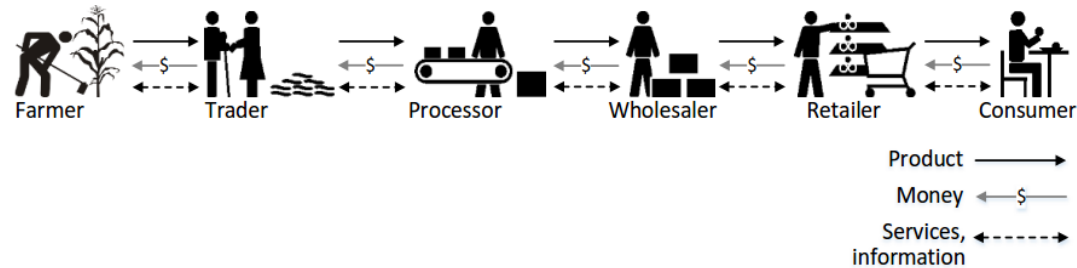 $ $ $ $ $
Farmer Trader Processor Wholesaler Retailer Consumer
Product
Money $
Services,
information